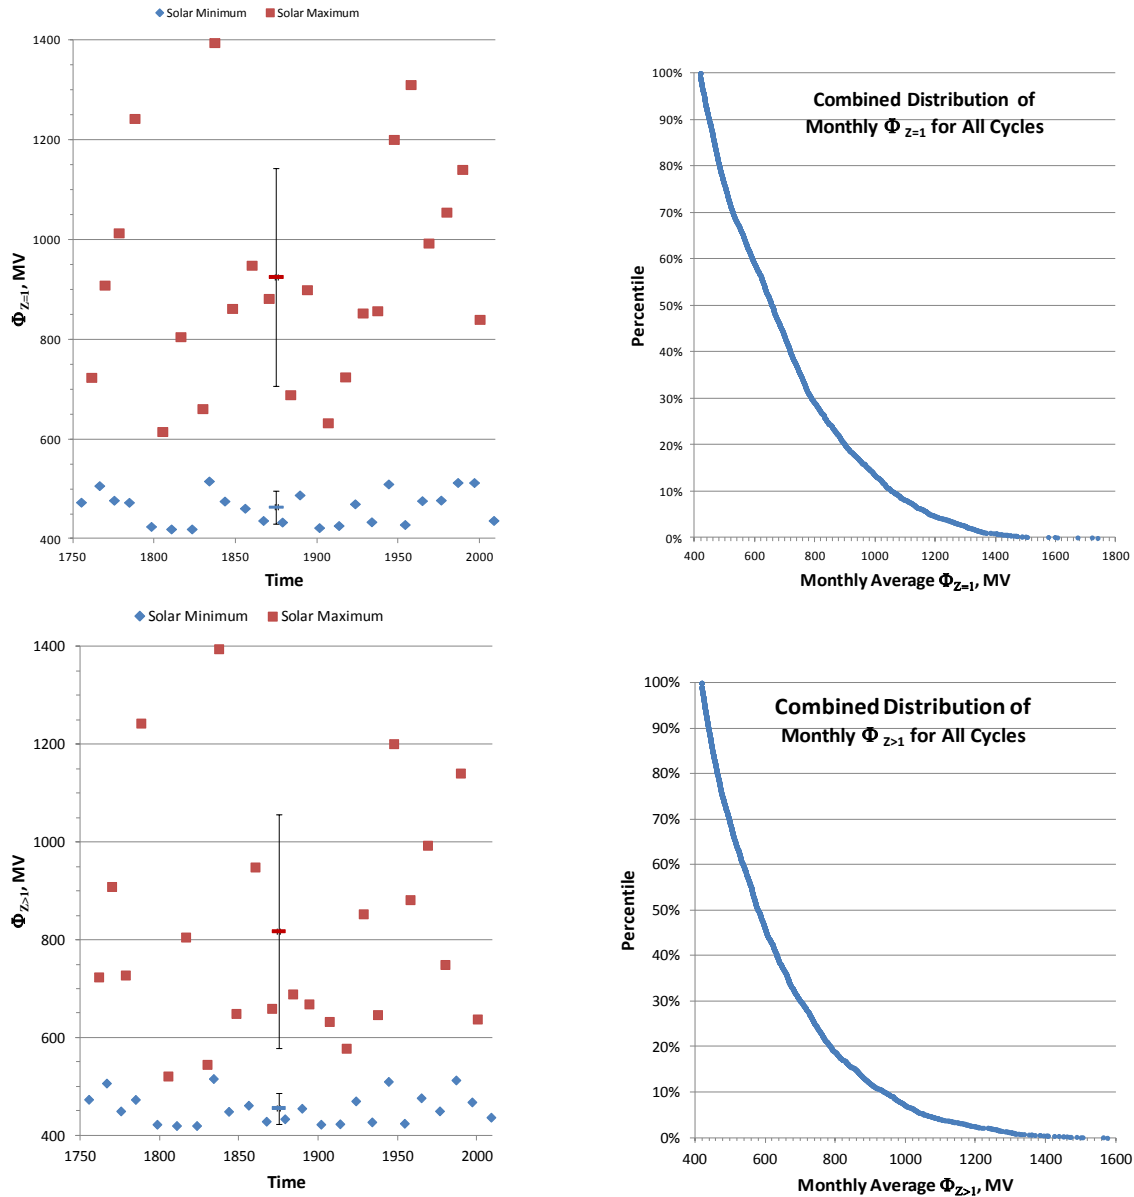 Solar Minimum Solar Maximum
1400
1200
1000
800
600
400
Φ Z=1, MV
1750 1800 1850 1900 1950 2000
Time
Combined Distribution of
Monthly Φ Z=1 for All Cycles
100%
90%
80%
70%
60%
50%
40%
30%
20%
10%
0%
Percentile
400 600 800 1000 1200 1400 1600 1800
Monthly Average Φ Z=1, MV
Solar Minimum Solar Maximum
1400
1200
1000
800
600
400
Φ Z>1, MV
1750 1800 1850 1900 1950 2000
Time
Combined Distribution of
Monthly Φ Z>1 for All Cycles
100%
90%
80%
70%
60%
50%
40%
30%
20%
10%
0%
Percentile
400 600 800 1000 1200 1400 1600
Monthly Average Φ Z>1, MV